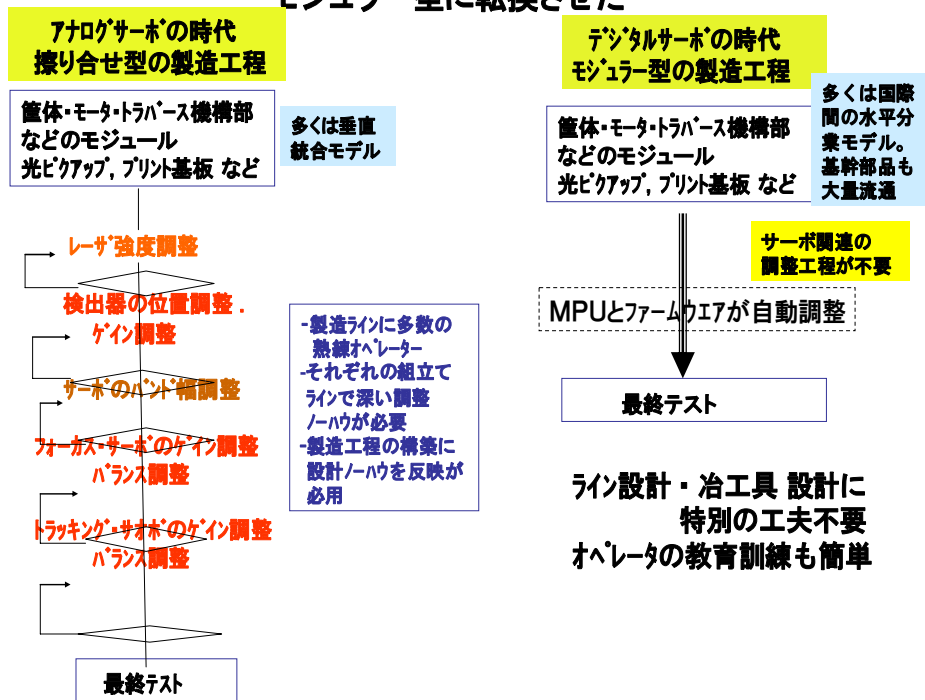 モジュラー型に転換させた
アナログサーボの時代
擦り合せ型の製造工程
筐体・モータ・トラバース機構部
などのモジュール
光ピクアップ, プリント基板 など
多くは垂直
統合モデル
レーザ強度調整
検出器の位置調整.
ゲイン調整
サーボのバンド幅調整
フォーカス・サーボのゲイン調整
バランス調整
トラッキング・サオボのゲイン調整
バランス調整
最終テスト
-製造ラインに多数の
熟練オペレーター
-それぞれの組立て
ラインで深い調整
ノーハウが必要
-製造工程の構築に
設計ノーハウを反映が
必用
デジタルサーボの時代
モジュラー型の製造工程
筐体・モータ・トラバース機構部
などのモジュール
光ピクアップ, プリント基板 など
多くは国際
間の水平分
業モデル。
基幹部品も
大量流通
サーボ関連の
調整工程が不要
MPUとファームウエアが自動調整
最終テスト
ライン設計・冶工具 設計に
特別の工夫不要
オペレータの教育訓練も簡単